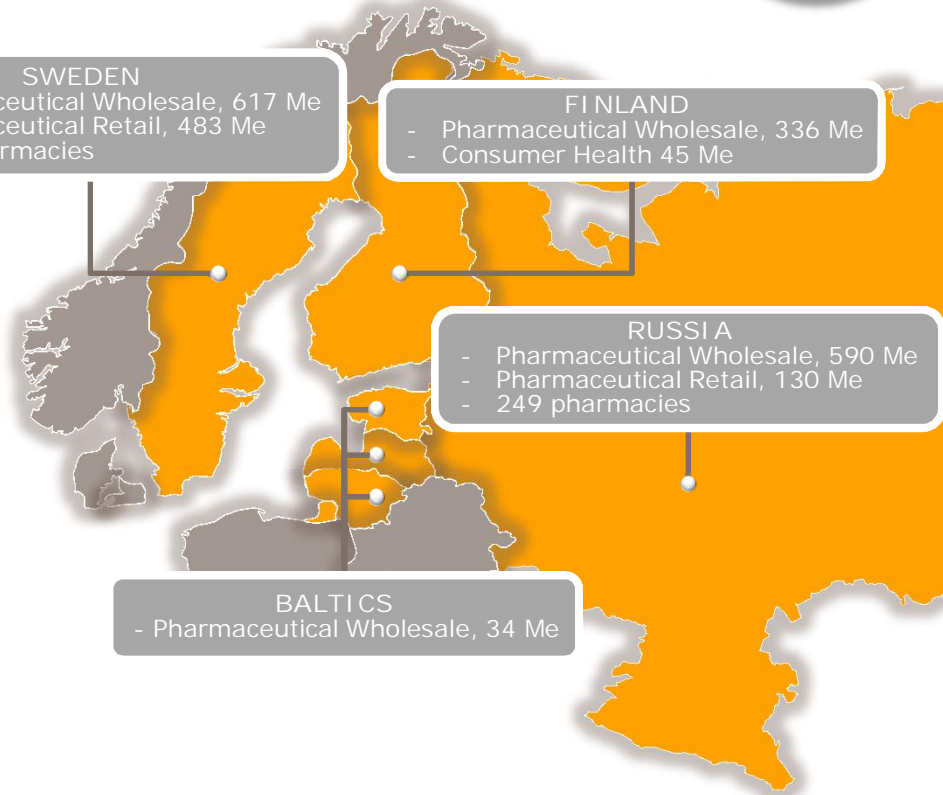 SWEDEN
ceutical Wholesale, 617 Me
ceutical Retail, 483 Me
rmacies
FINLAND
- Pharmaceutical Wholesale, 336 Me
- Consumer Health 45 Me
RUSSIA
- Pharmaceutical Wholesale, 590 Me
- Pharmaceutical Retail, 130 Me
- 249 pharmacies
BALTICS
- Pharmaceutical Wholesale, 34 Me